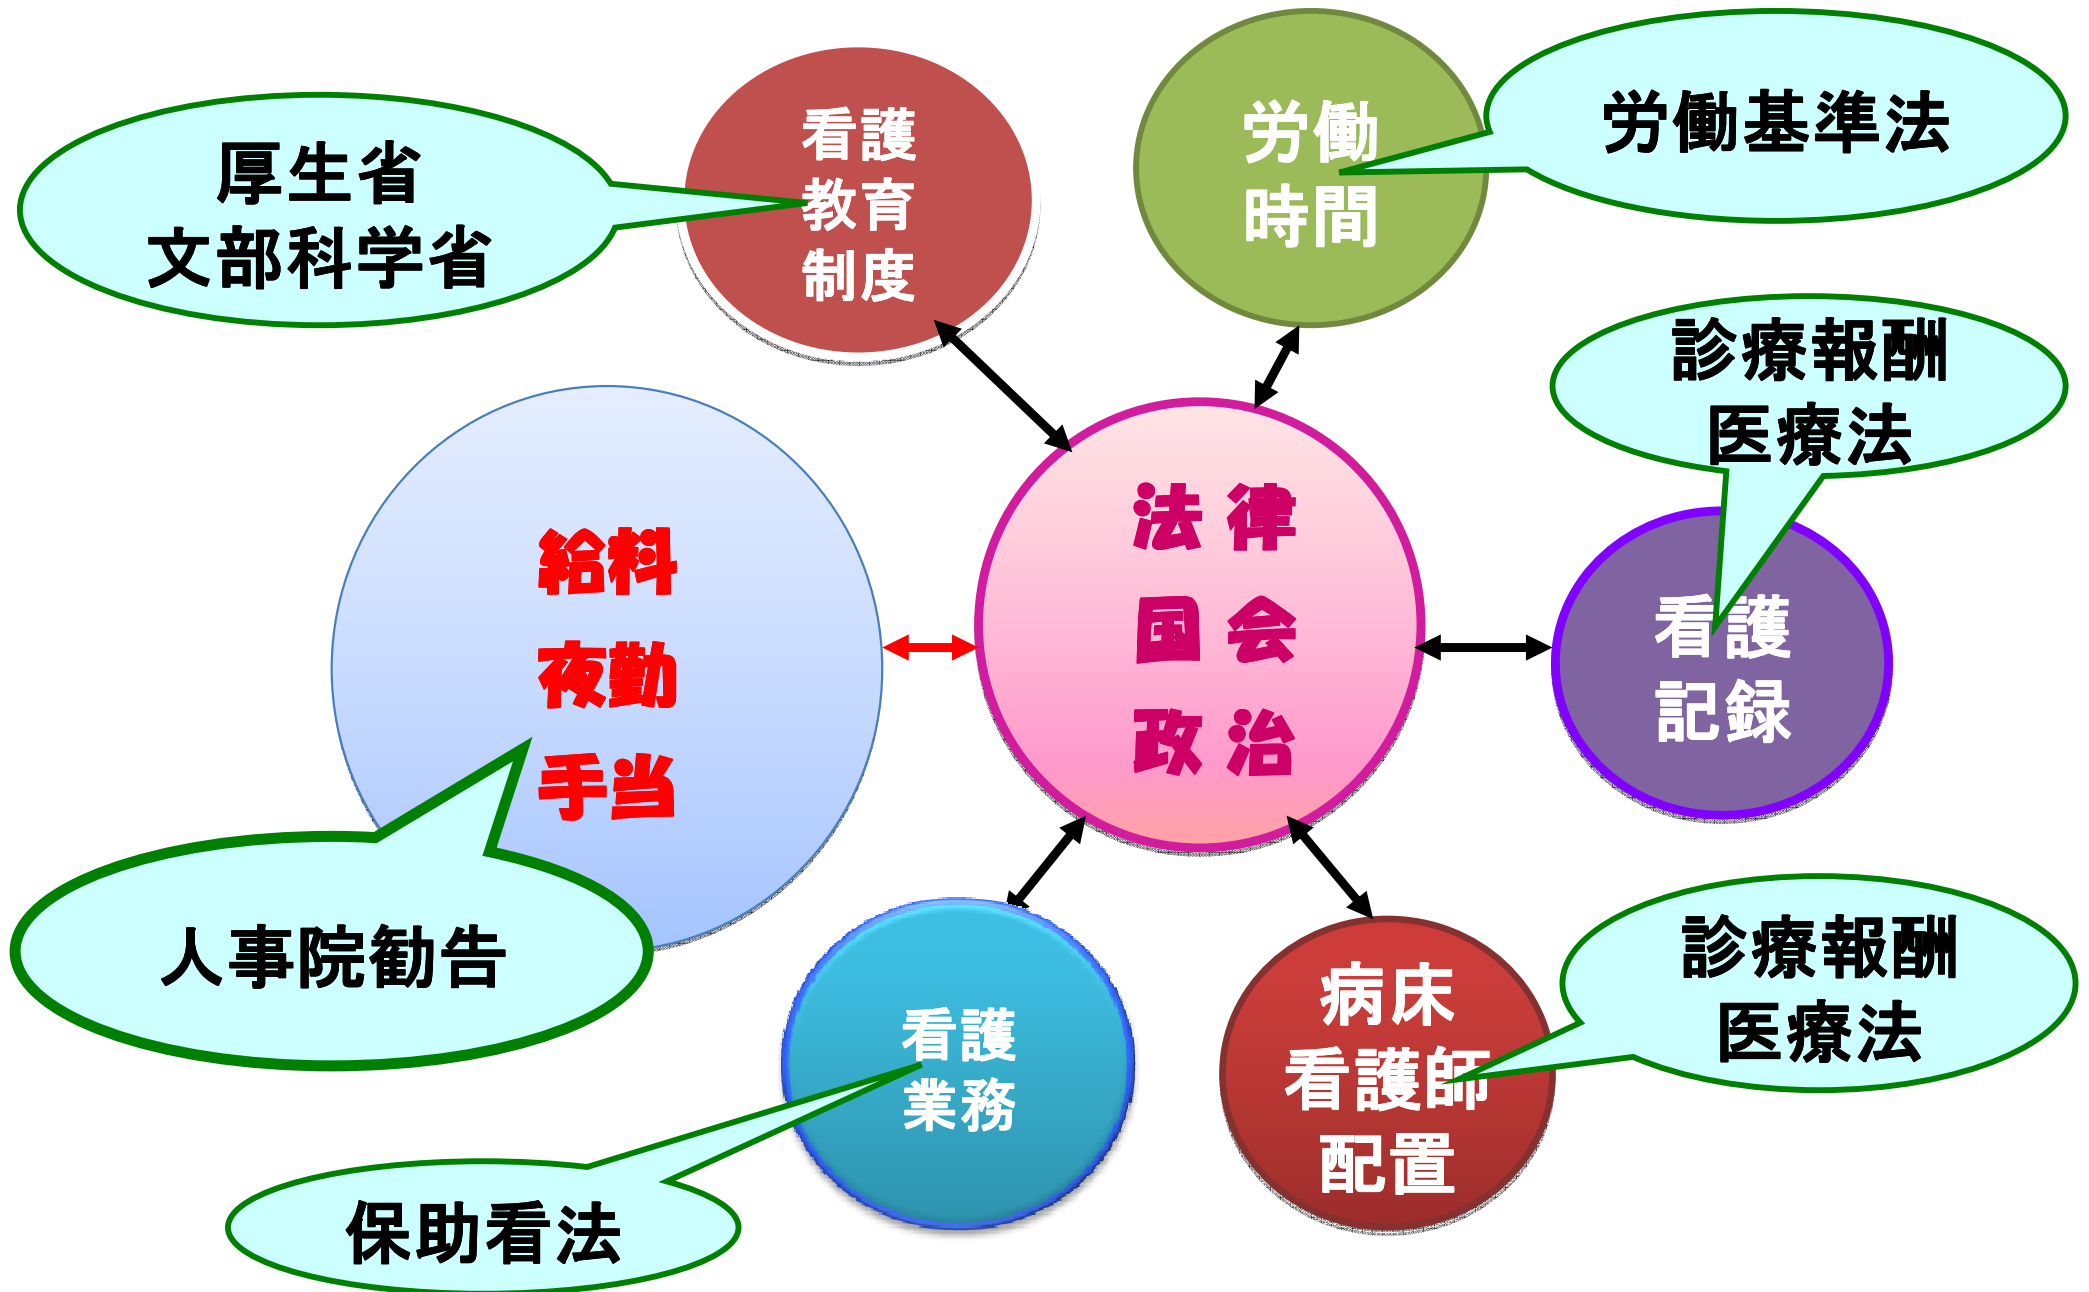 厚生省
文部科学省
看護
教育
制度
労働
時間
労働基準法
診療報酬
医療法
看護
記録
法律
国会
政治
給料
夜勤
手当
人事院勧告
看護
業務
保助看法
病床
看護師
配置
診療報酬
医療法